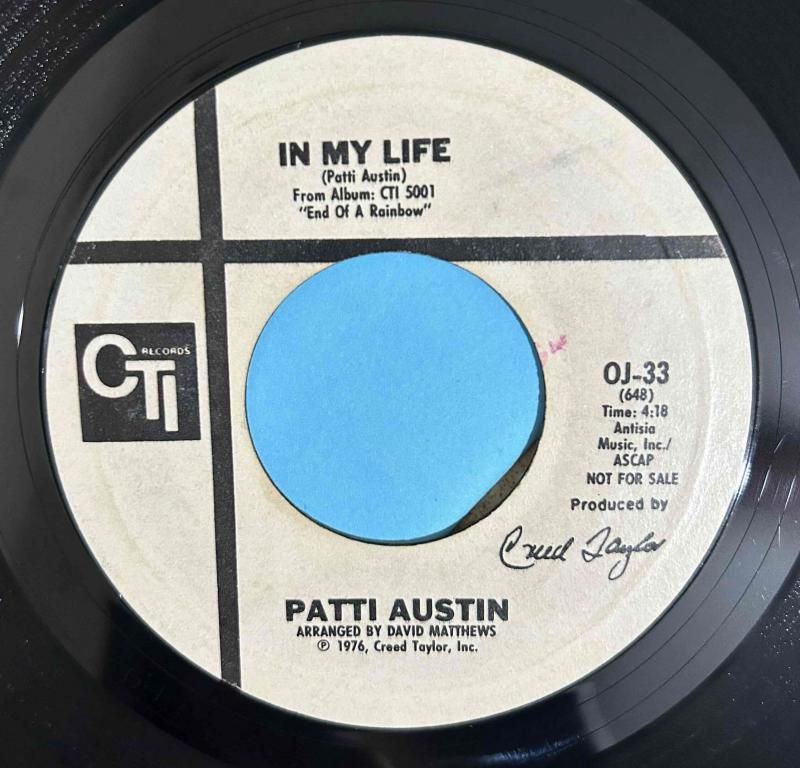 IN MY LIFE
(Patti Austin)
From Album: CTI 5001
"End Of A Rainbow"
CTI RECORDS
OJ-33
(648)
Time: 4:18
Antisia
Music, Inc./
ASCAP
NOT FOR SALE
Produced by
Creed Taylor
PATTI AUSTIN
ARRANGED BY DAVID MATTHEWS
℗ 1976, Creed Taylor, Inc.